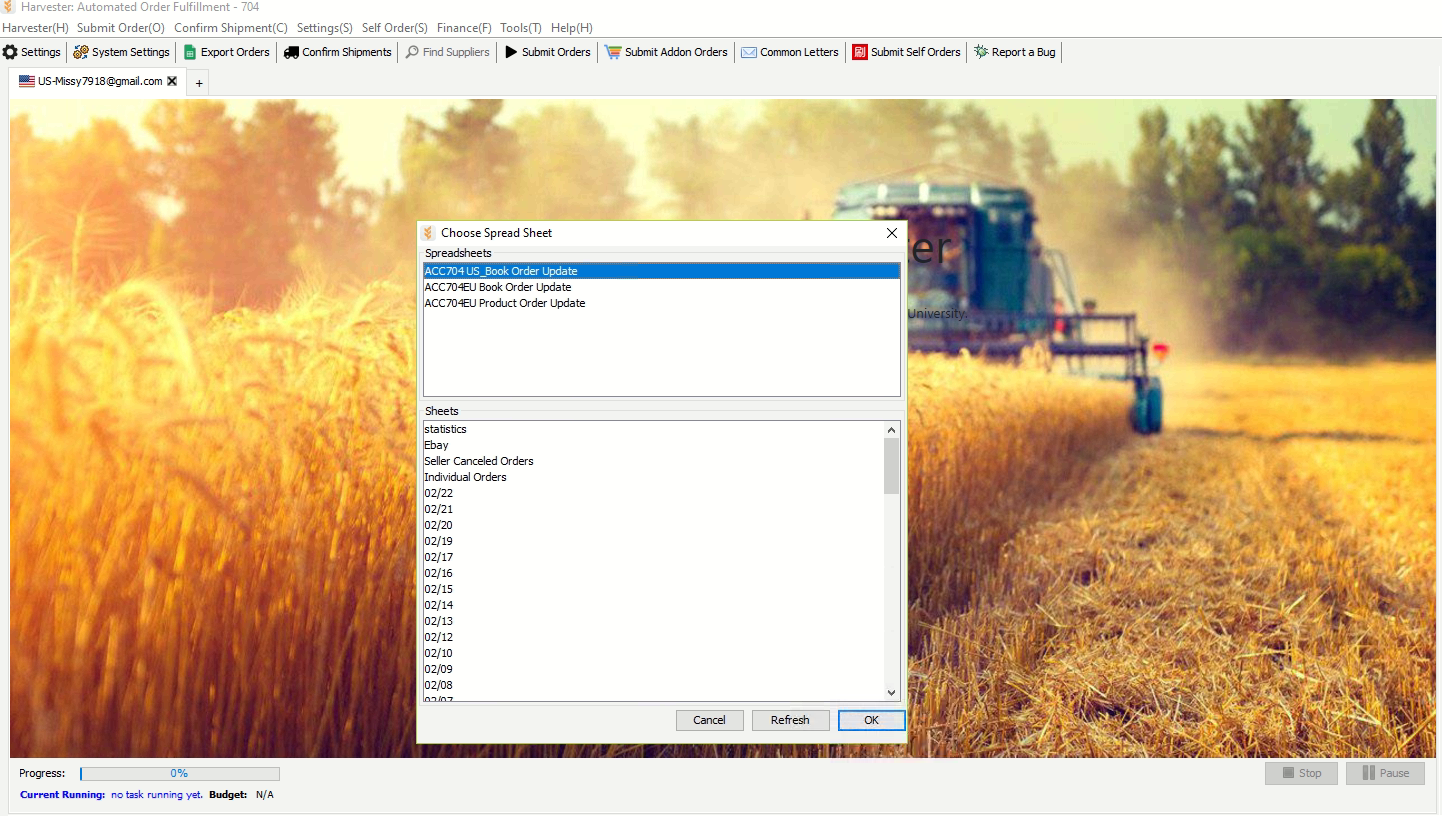 Harvester: Automated Order Fulfillment - 704
Harvester(H) Submit Order(O) Confirm Shipment(C) Settings(S) Self Order(S) Finance(F) Tools(T) Help(H)
Settings System Settings Export Orders Confirm Shipments Find Suppliers Submit Orders Submit Addon Orders Common Letters Submit Self Orders Report a Bug
US-Missy7918@gmail.com +
Choose Spread Sheet
Spreadsheets
ACC704 US_Book Order Update
ACC704EU Book Order Update
ACC704EU Product Order Update
er
University.
Sheets
statistics
Ebay
Seller Canceled Orders
Individual Orders
02/22
02/21
02/20
02/19
02/17
02/16
02/15
02/14
02/13
02/12
02/10
02/09
02/08
02/07
Cancel Refresh OK
Progress: 0% Stop Pause
Current Running: no task running yet. Budget: N/A